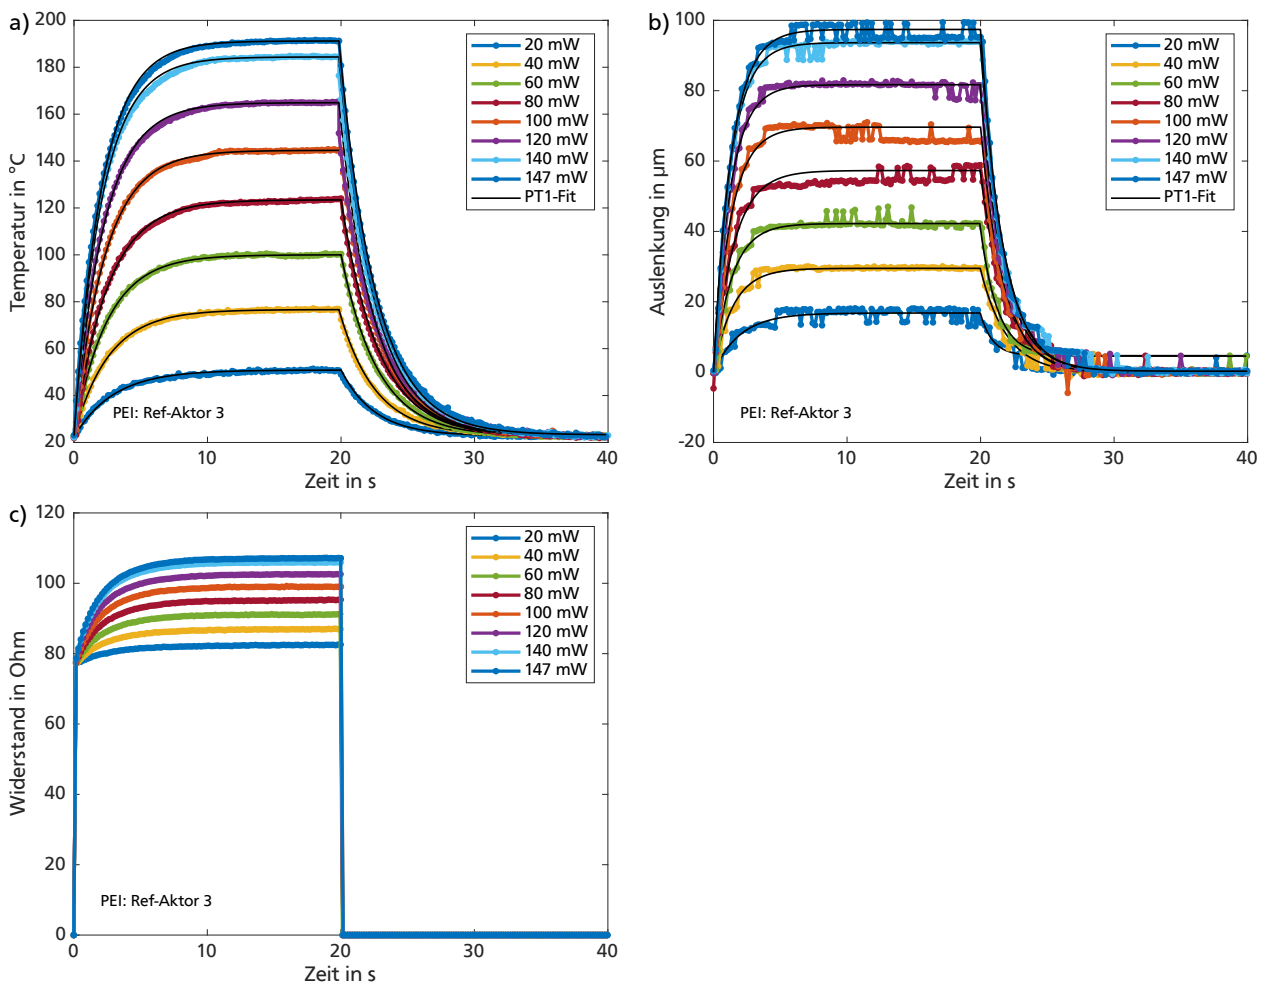 a)
200
180
160
140
120
100
80
60
40
20
0
10
20
30
40
Temperatur in °C
Zeit in s
20 mW
40 mW
60 mW
80 mW
100 mW
120 mW
140 mW
147 mW
PT1-Fit
PEI: Ref-Aktor 3
b)
100
80
60
40
20
0
-20
0
10
20
30
40
Auslenkung in µm
Zeit in s
20 mW
40 mW
60 mW
80 mW
100 mW
120 mW
140 mW
147 mW
PT1-Fit
PEI: Ref-Aktor 3
c)
120
100
80
60
40
20
0
0
10
20
30
40
Widerstand in Ohm
Zeit in s
20 mW
40 mW
60 mW
80 mW
100 mW
120 mW
140 mW
147 mW
PEI: Ref-Aktor 3